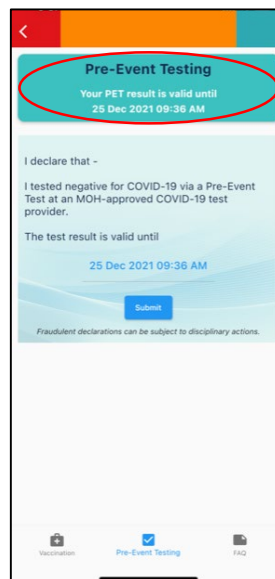 Pre-Event Testing
Your PET result is valid until
25 Dec 2021 09:36 AM
I declare that -
I tested negative for COVID-19 via a Pre-Event
Test at an MOH-approved COVID-19 test
provider.
The test result is valid until
25 Dec 2021 09:36 AM
Submit
Fraudulent declarations can be subject to disciplinary actions.
Vaccination
Pre-Event Testing
FAQ